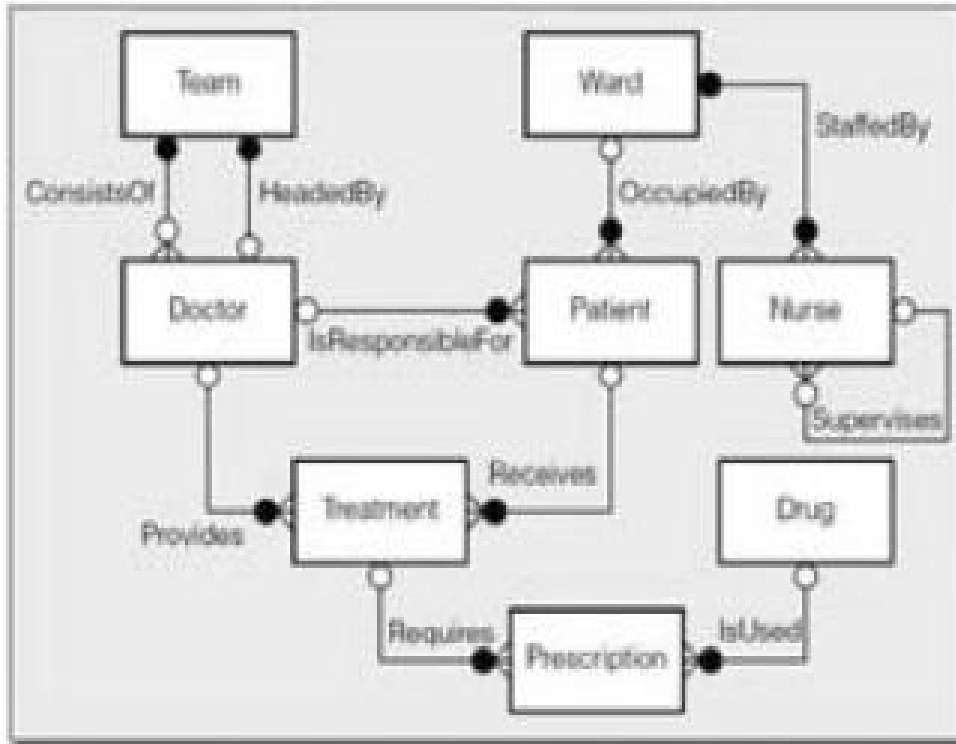 Team
Ward
StaffedBy
ConsistsOf
HeadedBy
OccupiedBy
Doctor
Patient
Nurse
IsResponsibleFor
Supervises
Receives
Treatment
Drug
Provides
Requires
IsUsed
Prescription